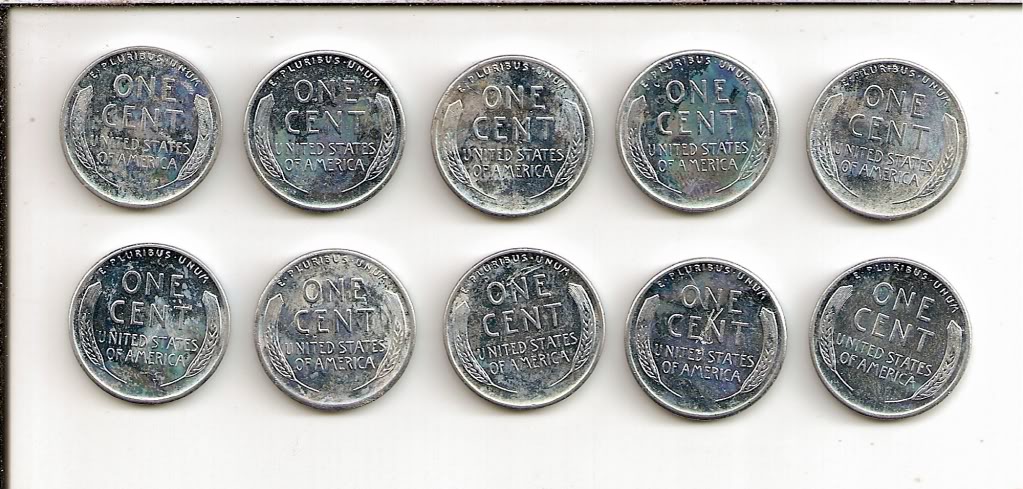 E·PLURIBUS·UNUM
ONE
CENT
UNITED STATES
OF AMERICA
E·PLURIBUS·UNUM
ONE
CENT
UNITED STATES
OF AMERICA
E·PLURIBUS·UNUM
ONE
CENT
UNITED STATES
OF AMERICA
E·PLURIBUS·UNUM
ONE
CENT
UNITED STATES
OF AMERICA
E·PLURIBUS·UNUM
ONE
CENT
UNITED STATES
OF AMERICA
E·PLURIBUS·UNUM
ONE
CENT
UNITED STATES
OF AMERICA
E·PLURIBUS·UNUM
ONE
CENT
UNITED STATES
OF AMERICA
E·PLURIBUS·UNUM
ONE
CENT
UNITED STATES
OF AMERICA
E·PLURIBUS·UNUM
ONE
CENT
UNITED STATES
OF AMERICA
E·PLURIBUS·UNUM
ONE
CENT
UNITED STATES
OF AMERICA